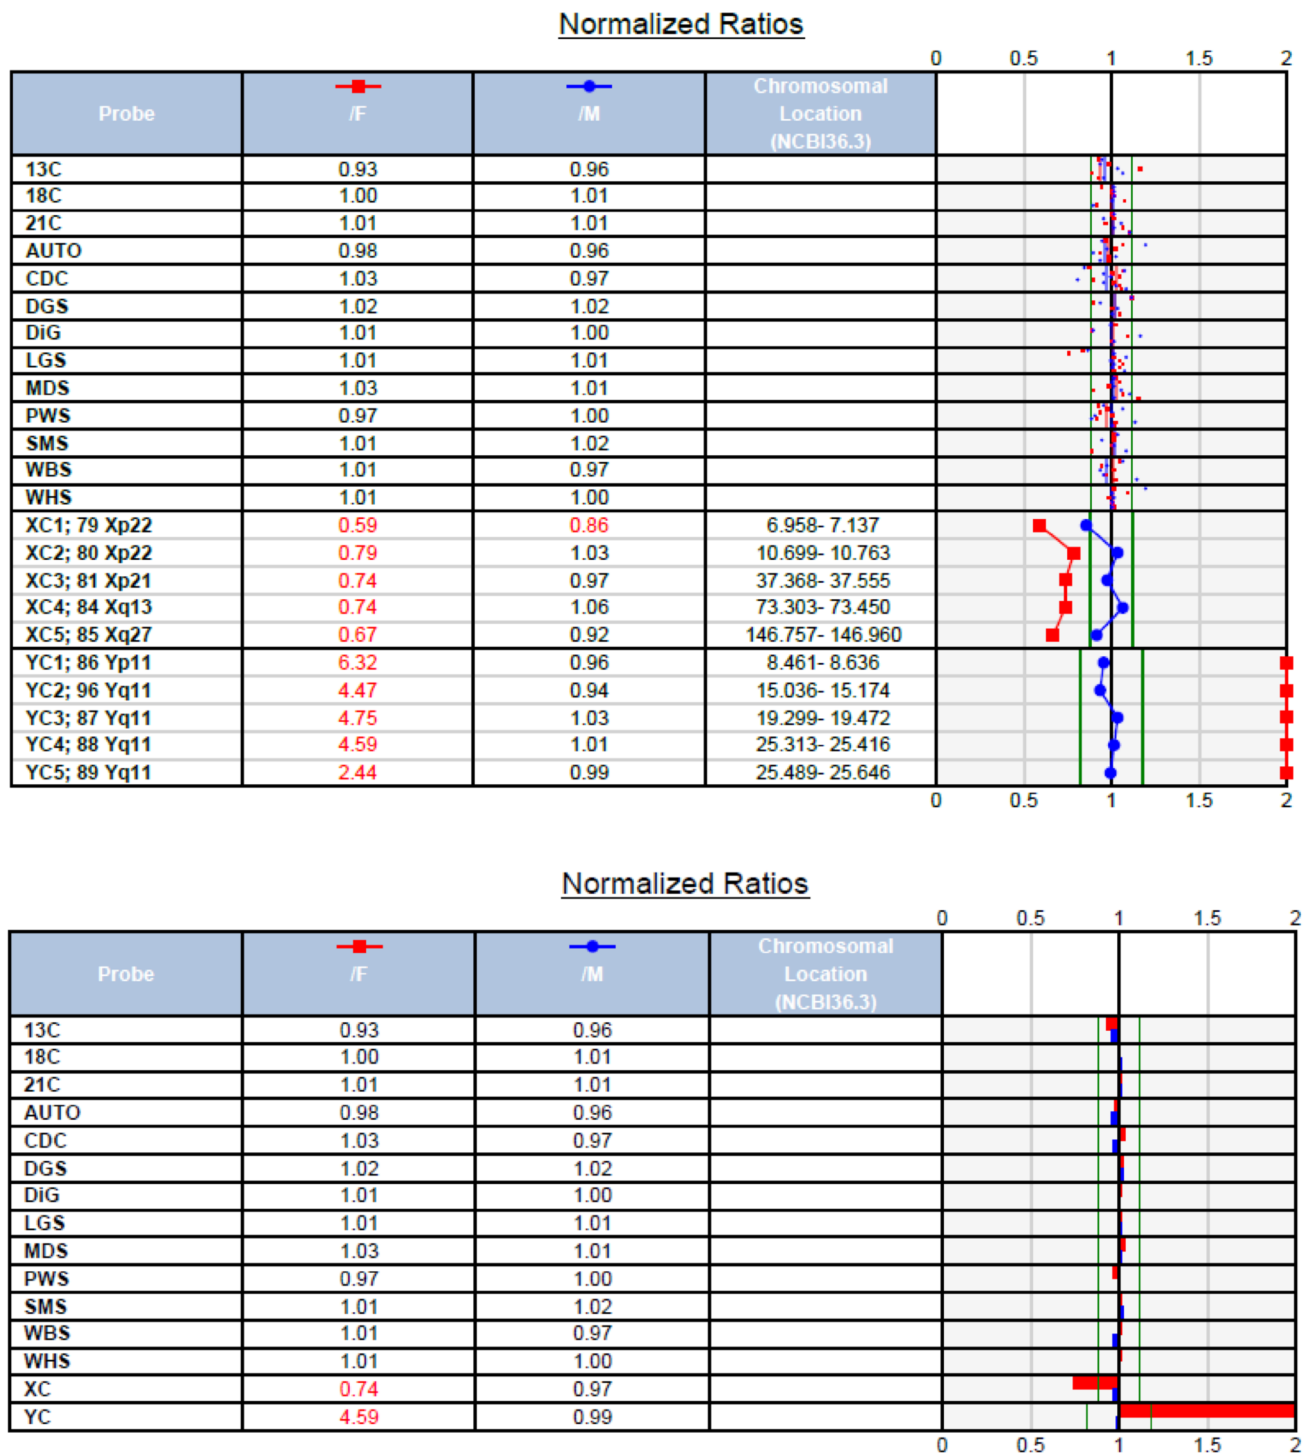 Normalized Ratios
0 0.5 1 1.5 2
Probe /F /M Chromosomal Location (NCBI36.3)
13C 0.93 0.96
18C 1.00 1.01
21C 1.01 1.01
AUTO 0.98 0.96
CDC 1.03 0.97
DGS 1.02 1.02
DiG 1.01 1.00
LGS 1.01 1.01
MDS 1.03 1.01
PWS 0.97 1.00
SMS 1.01 1.02
WBS 1.01 0.97
WHS 1.01 1.00
XC1; 79 Xp22 0.59 0.86 6.958- 7.137
XC2; 80 Xp22 0.79 1.03 10.699- 10.763
XC3; 81 Xp21 0.74 0.97 37.368- 37.555
XC4; 84 Xq13 0.74 1.06 73.303- 73.450
XC5; 85 Xq27 0.67 0.92 146.757- 146.960
YC1; 86 Yp11 6.32 0.96 8.461- 8.636
YC2; 96 Yq11 4.47 0.94 15.036- 15.174
YC3; 87 Yq11 4.75 1.03 19.299- 19.472
YC4; 88 Yq11 4.59 1.01 25.313- 25.416
YC5; 89 Yq11 2.44 0.99 25.489- 25.646
0 0.5 1 1.5 2
Normalized Ratios
0 0.5 1 1.5 2
Probe /F /M Chromosomal Location (NCBI36.3)
13C 0.93 0.96
18C 1.00 1.01
21C 1.01 1.01
AUTO 0.98 0.96
CDC 1.03 0.97
DGS 1.02 1.02
DiG 1.01 1.00
LGS 1.01 1.01
MDS 1.03 1.01
PWS 0.97 1.00
SMS 1.01 1.02
WBS 1.01 0.97
WHS 1.01 1.00
XC 0.74 0.97
YC 4.59 0.99
0 0.5 1 1.5 2